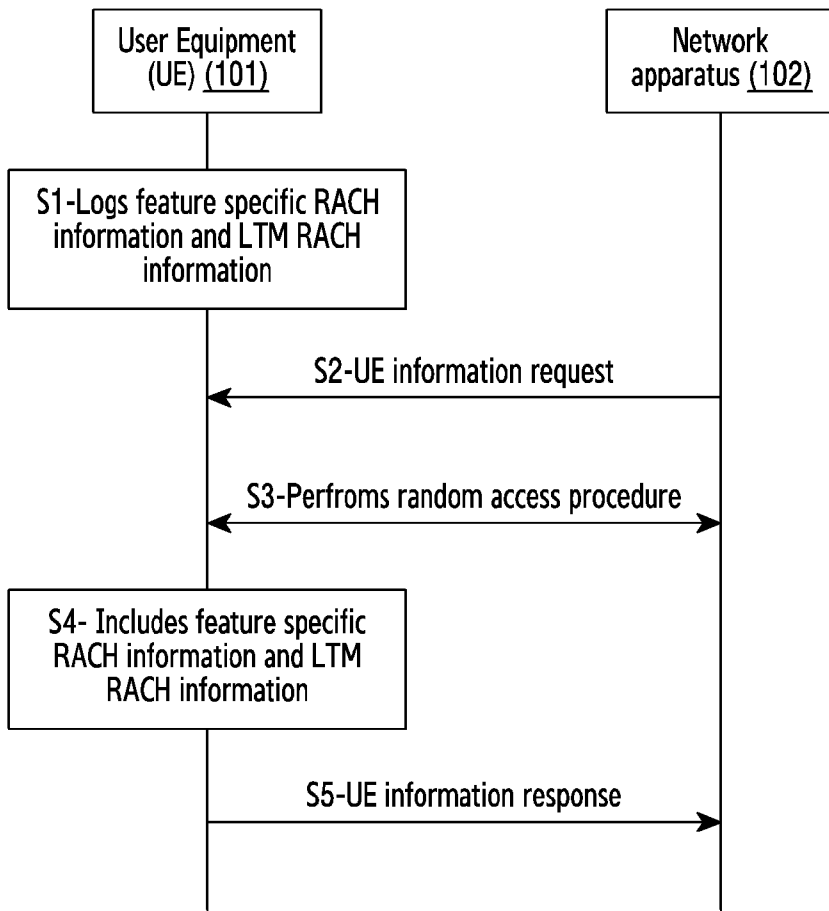 User Equipment
(UE) (101)
Network
apparatus (102)
S1-Logs feature specific RACH
information and LTM RACH
information
S2-UE information request
S3-Perfroms random access procedure
S4- Includes feature specific
RACH information and LTM
RACH information
S5-UE information response